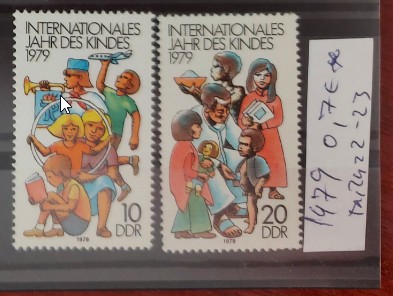 INTERNATIONALES
JAHR DES KINDES
1979
10
DDR
1979
INTERNATIONALES
JAHR DES KINDES
1979
20
DDR
1979
1979 0,7€*
2422-23